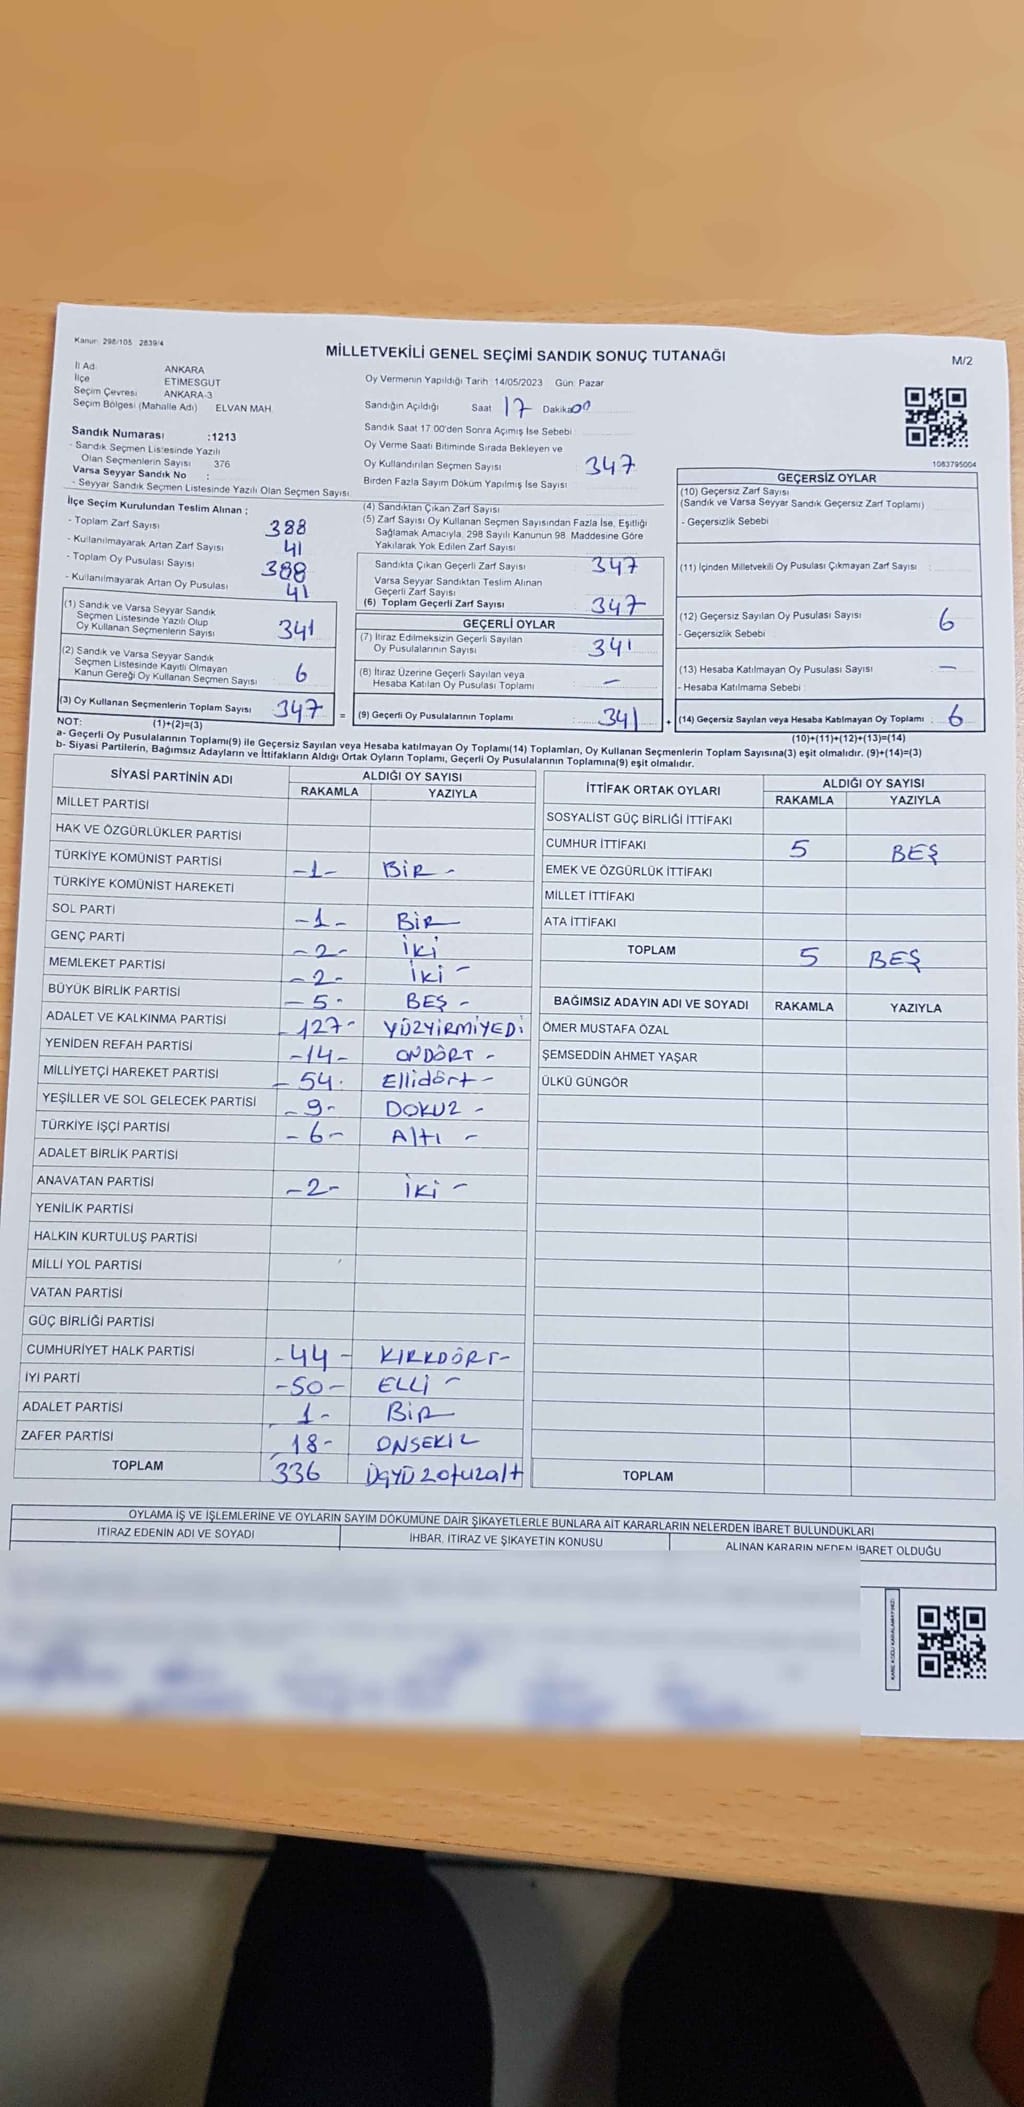 Kanun: 298/105 2839/4
MİLLETVEKİLİ GENEL SEÇİMİ SANDIK SONUÇ TUTANAĞI
M/2
İl Adı ANKARA
İlçe ETİMESGUT
Seçim Çevresi ANKARA-3
Seçim Bölgesi (Mahalle Adı) ELVAN MAH.
Sandık Numarası :1213
- Sandık Seçmen Listesinde Yazılı
Olan Seçmenlerin Sayısı 376
Varsa Seyyar Sandık No :
- Seyyar Sandık Seçmen Listesinde Yazılı Olan Seçmen Sayısı
Oy Vermenin Yapıldığı Tarih: 14/05/2023 Gün: Pazar
Sandığın Açıldığı Saat 17 Dakika 00
Sandık Saat 17:00'den Sonra Açımış İse Sebebi :
Oy Verme Saati Bitiminde Sırada Bekleyen ve
Oy Kullandırılan Seçmen Sayısı : 347
Birden Fazla Sayım Döküm Yapılmış İse Sayısı :
1083795004
İlçe Seçim Kurulundan Teslim Alınan ;
- Toplam Zarf Sayısı 388
- Kullanılmayarak Artan Zarf Sayısı 41
- Toplam Oy Pusulası Sayısı 388
- Kullanılmayarak Artan Oy Pusulası 41
(1) Sandık ve Varsa Seyyar Sandık
Seçmen Listesinde Yazılı Olup
Oy Kullanan Seçmenlerin Sayısı 341
(2) Sandık ve Varsa Seyyar Sandık
Seçmen Listesinde Kayıtlı Olmayan
Kanun Gereği Oy Kullanan Seçmen Sayısı 6
(3) Oy Kullanan Seçmenlerin Toplam Sayısı 347 =
(1)+(2)=(3)
(4) Sandıktan Çıkan Zarf Sayısı
(5) Zarf Sayısı Oy Kullanan Seçmen Sayısından Fazla İse, Eşitliği
Sağlamak Amacıyla, 298 Sayılı Kanunun 98. Maddesine Göre
Yakılarak Yok Edilen Zarf Sayısı
Sandıkta Çıkan Geçerli Zarf Sayısı 347
Varsa Seyyar Sandıktan Teslim Alınan
Geçerli Zarf Sayısı
(6) Toplam Geçerli Zarf Sayısı 347
GEÇERLİ OYLAR
(7) İtiraz Edilmeksizin Geçerli Sayılan
Oy Pusulalarının Sayısı 341
(8) İtiraz Üzerine Geçerli Sayılan veya
Hesaba Katılan Oy Pusulası Toplamı —
(9) Geçerli Oy Pusulalarının Toplamı : 341 +
GEÇERSİZ OYLAR
(10) Geçersiz Zarf Sayısı
(Sandık ve Varsa Seyyar Sandık Geçersiz Zarf Toplamı)
- Geçersizlik Sebebi :
(11) İçinden Milletvekili Oy Pusulası Çıkmayan Zarf Sayısı :
(12) Geçersiz Sayılan Oy Pusulası Sayısı 6
- Geçersizlik Sebebi :
(13) Hesaba Katılmayan Oy Pusulası Sayısı —
- Hesaba Katılmama Sebebi :
(14) Geçersiz Sayılan veya Hesaba Katılmayan Oy Toplamı : 6
(10)+(11)+(12)+(13)=(14)
NOT:
a- Geçerli Oy Pusulalarının Toplamı(9) ile Geçersiz Sayılan veya Hesaba katılmayan Oy Toplamı(14) Toplamları, Oy Kullanan Seçmenlerin Toplam Sayısına(3) eşit olmalıdır. (9)+(14)=(3)
b- Siyasi Partilerin, Bağımsız Adayların ve İttifakların Aldığı Ortak Oyların Toplamı, Geçerli Oy Pusulalarının Toplamına(9) eşit olmalıdır.
SİYASİ PARTİNİN ADI ALDIĞI OY SAYISI
RAKAMLA YAZIYLA
MİLLET PARTİSİ
HAK VE ÖZGÜRLÜKLER PARTİSİ
TÜRKİYE KOMÜNİST PARTİSİ -1- BİR -
TÜRKİYE KOMÜNİST HAREKETİ
SOL PARTİ -1- BİR
GENÇ PARTİ -2- İKİ
MEMLEKET PARTİSİ -2- İKİ -
BÜYÜK BİRLİK PARTİSİ -5- BEŞ -
ADALET VE KALKINMA PARTİSİ -127- YÜZYİRMİYEDİ
YENİDEN REFAH PARTİSİ -14- ONDÖRT -
MİLLİYETÇİ HAREKET PARTİSİ - 54. Ellidört -
YEŞİLLER VE SOL GELECEK PARTİSİ -9- DOKUZ -
TÜRKİYE İŞÇİ PARTİSİ -6- Altı -
ADALET BİRLİK PARTİSİ
ANAVATAN PARTİSİ -2- İKİ -
YENİLİK PARTİSİ
HALKIN KURTULUŞ PARTİSİ
MİLLİ YOL PARTİSİ
VATAN PARTİSİ
GÜÇ BİRLİĞİ PARTİSİ
CUMHURİYET HALK PARTİSİ -44- KIRKDÖRT-
İYİ PARTİ -50- ELLİ -
ADALET PARTİSİ 1- BİR
ZAFER PARTİSİ 18- ONSEKİZ
TOPLAM 336 ÜçYÜZotuzalt
İTTİFAK ORTAK OYLARI ALDIĞI OY SAYISI
RAKAMLA YAZIYLA
SOSYALİST GÜÇ BİRLİĞİ İTTİFAKI
CUMHUR İTTİFAKI 5 BEŞ
EMEK VE ÖZGÜRLÜK İTTİFAKI
MİLLET İTTİFAKI
ATA İTTİFAKI
TOPLAM 5 BEŞ
BAĞIMSIZ ADAYIN ADI VE SOYADI RAKAMLA YAZIYLA
ÖMER MUSTAFA ÖZAL
ŞEMSEDDİN AHMET YAŞAR
ÜLKÜ GÜNGÖR
TOPLAM
OYLAMA İŞ VE İŞLEMLERİNE VE OYLARIN SAYIM DÖKÜMÜNE DAİR ŞİKAYETLERLE BUNLARA AİT KARARLARIN NELERDEN İBARET BULUNDUKLARI
İTİRAZ EDENİN ADI VE SOYADI İHBAR, İTİRAZ VE ŞİKAYETİN KONUSU ALINAN KARARIN NEDEN İBARET OLDUĞU